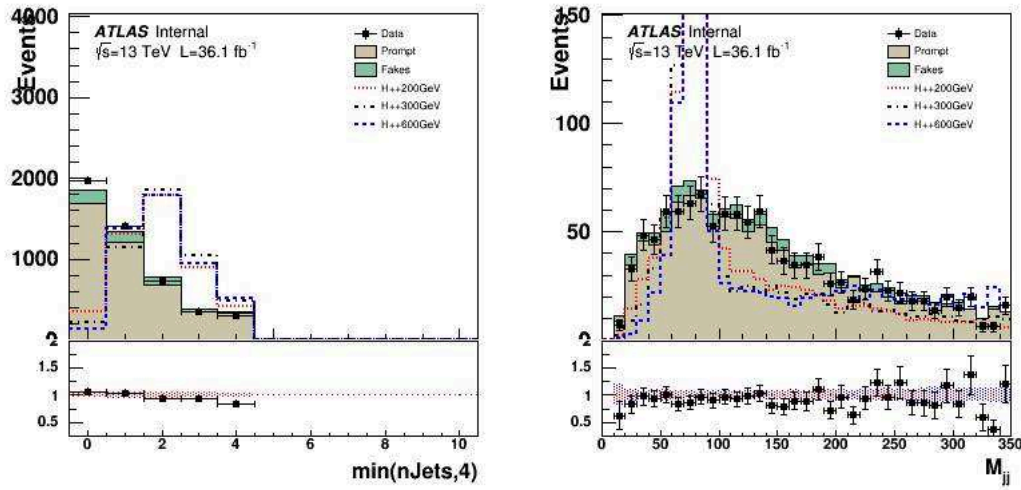 4000
3000
2000
1000
Events
ATLAS Internal
√s=13 TeV L=36.1 fb⁻¹
Data
Prompt
Fakes
H++200GeV
H++300GeV
H++600GeV
2
1.5
1
0.5
0 2 4 6 8 10
min(nJets,4)
150
100
50
Events
ATLAS Internal
√s=13 TeV L=36.1 fb⁻¹
Data
Prompt
Fakes
H++200GeV
H++300GeV
H++600GeV
2
1.5
1
0.5
0 50 100 150 200 250 300 350
M_jj